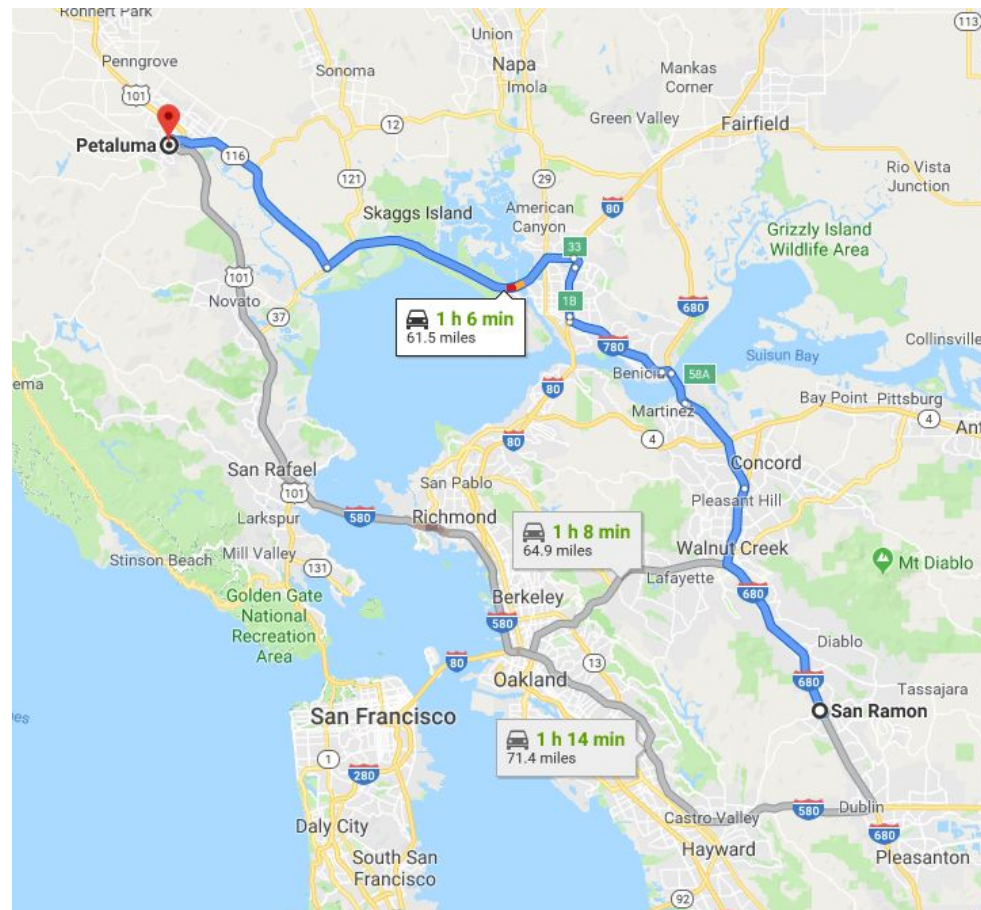 Rohnert Park
Union
113
Penngrove
Sonoma
Napa
Mankas
Corner
101
Imola
Green Valley
Fairfield
12
Petaluma
116
Rio Vista
Junction
121
29
80
Skaggs Island
American
Canyon
Grizzly Island
Wildlife Area
33
101
Novato
1B
680
37
1 h 6 min
61.5 miles
780
Collinsville
Suisun Bay
Benicia
58A
80
Martinez
Bay Point
Pittsburg
4
4
80
Concord
San Rafael
San Pablo
Pleasant Hill
101
Larkspur
580
Richmond
1 h 8 min
64.9 miles
Walnut Creek
Mill Valley
Stinson Beach
131
Lafayette
Mt Diablo
Golden Gate
National
Recreation
Area
Berkeley
580
680
Diablo
80
13
Oakland
680
Tassajara
San Francisco
San Ramon
1 h 14 min
71.4 miles
1
280
Castro Valley
580
Dublin
Daly City
Hayward
680
South San
Francisco
Pleasanton
92